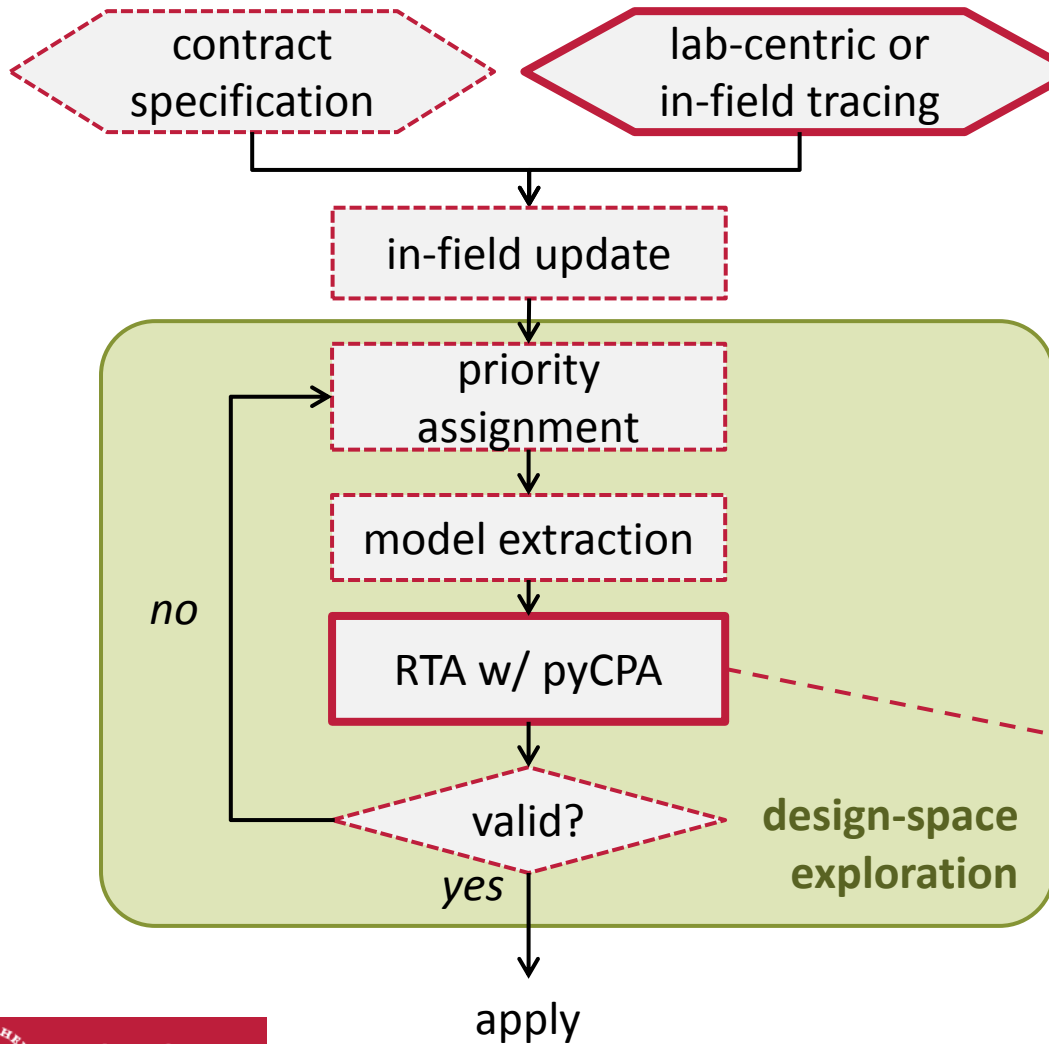 contract
specification
lab-centric or
in-field tracing
in-field update
priority
assignment
model extraction
no
RTA w/ pyCPA
valid?
design-space
exploration
yes
apply